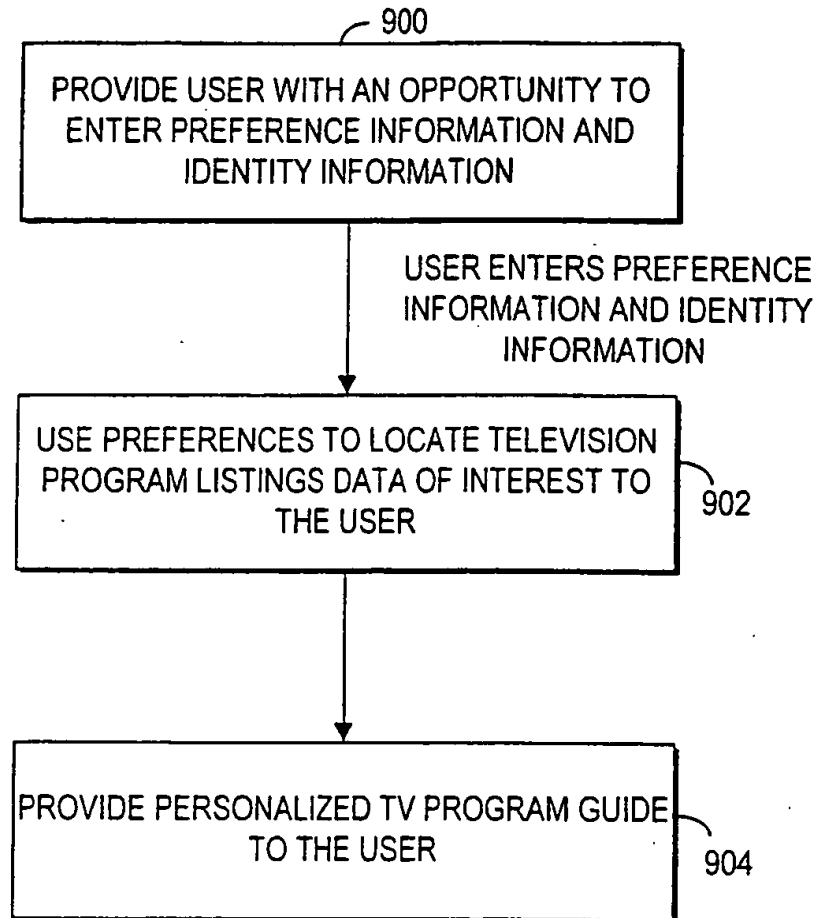 900
PROVIDE USER WITH AN OPPORTUNITY TO
ENTER PREFERENCE INFORMATION AND
IDENTITY INFORMATION
USER ENTERS PREFERENCE
INFORMATION AND IDENTITY
INFORMATION
USE PREFERENCES TO LOCATE TELEVISION
PROGRAM LISTINGS DATA OF INTEREST TO
THE USER
902
PROVIDE PERSONALIZED TV PROGRAM GUIDE
TO THE USER
904